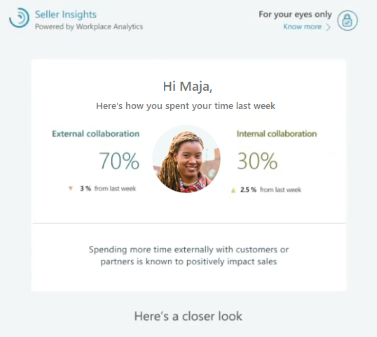 Seller Insights
Powered by Workplace Analytics
For your eyes only
Know more >
Hi Maja,
Here's how you spent your time last week
External collaboration
70%
▼ 3 % from last week
Internal collaboration
30%
▲ 2.5 % from last week
Spending more time externally with customers or
partners is known to positively impact sales
Here's a closer look